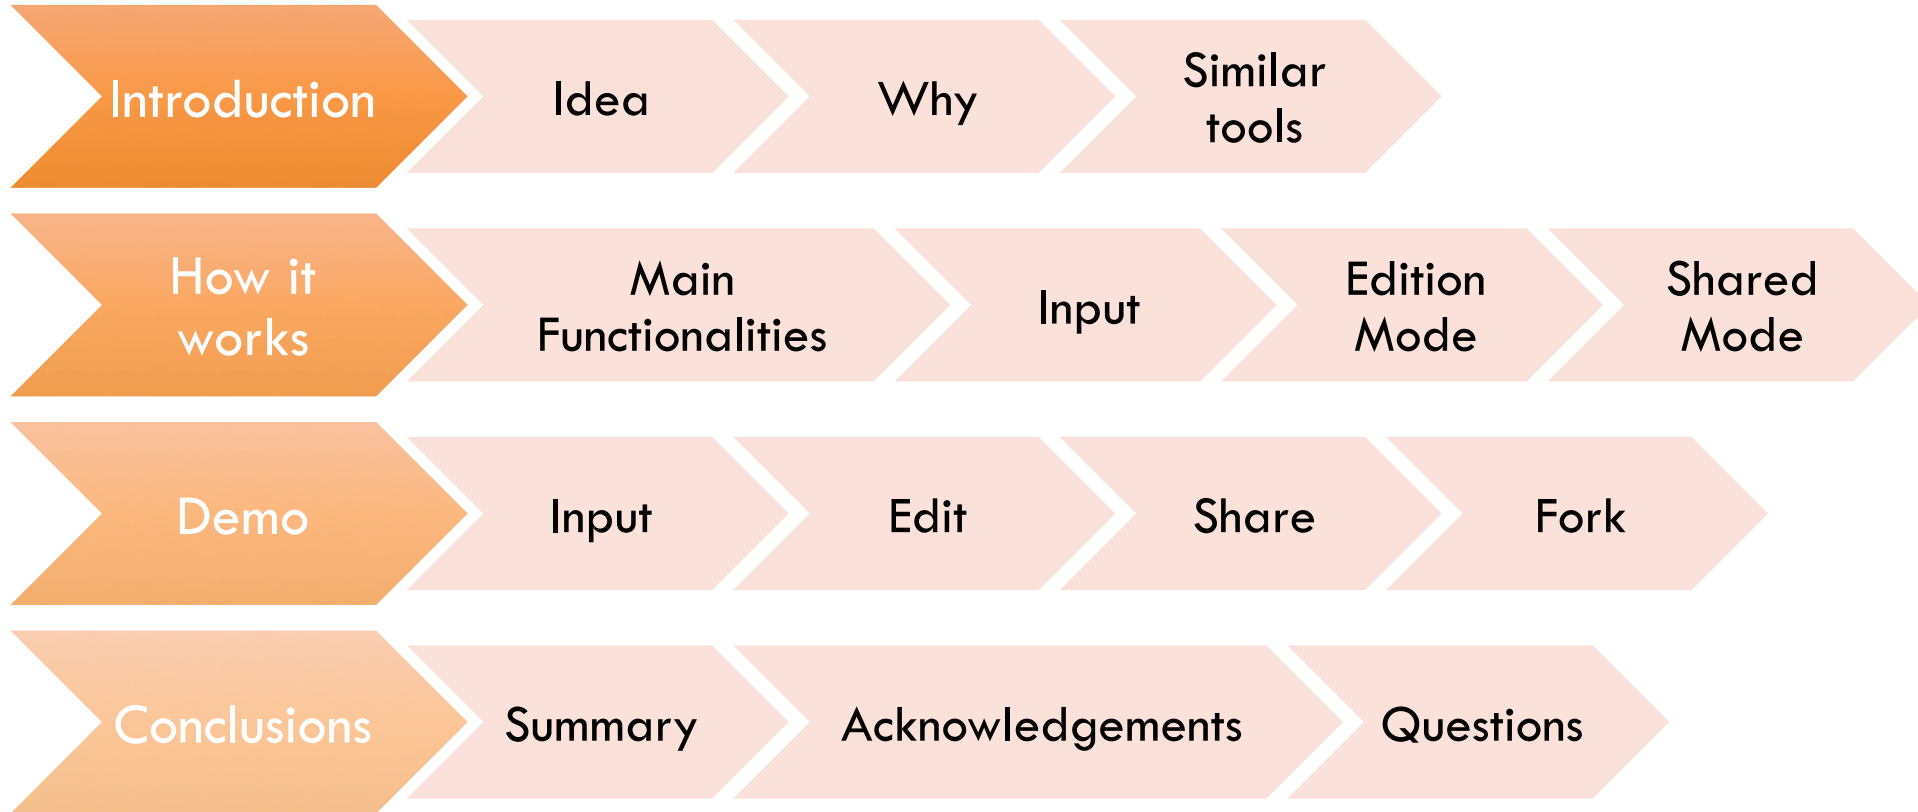 Introduction
Idea
Why
Similar
tools
How it
works
Main
Functionalities
Input
Edition
Mode
Shared
Mode
Demo
Input
Edit
Share
Fork
Conclusions
Summary
Acknowledgements
Questions